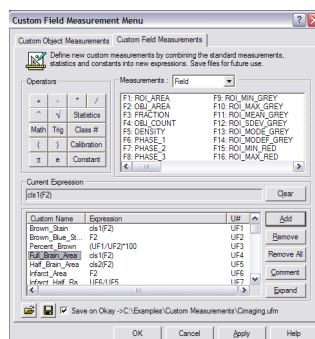 Custom Field Measurement Menu
Custom Object Measurements Custom Field Measurements
Define new custom measurements by combining the standard measurements,
statistics and constants into new expressions. Save files for future use.
Operators
Measurements : Field
+ - * /
^ √ Statistics
Math Trig Class #
( ) Calibration
π e Constant
F1: ROI_AREA F9: ROI_MIN_GREY
F2: OBJ_AREA F10: ROI_MAX_GREY
F3: FRACTION F11: ROI_MEAN_GREY
F4: OBJ_COUNT F12: ROI_SDEV_GREY
F5: DENSITY F13: ROI_MODE_GREY
F6: PHASE_1 F14: ROI_MODEF_GREY
F7: PHASE_2 F15: ROI_MIN_RED
F8: PHASE_3 F16: ROI_MAX_RED
Current Expression
cls1(F2) Clear
Custom Name Expression U# Add
Brown_Stain cls1(F2) UF1
Brown_Blue_St... F2 UF2 Remove
Percent_Brown (UF1/UF2)*100 UF3
Full_Brain_Area cls1(F2) UF4 Remove All
Half_Brain_Area cls2(F2) UF5
Infarct_Area F2 UF6 Comment
Infarct_Half_Ra... UF6/UF5 UF7
Expand
Save on Okay ->C:\Examples\Custom Measurements\Cimaging.ufm
OK Cancel Apply Help